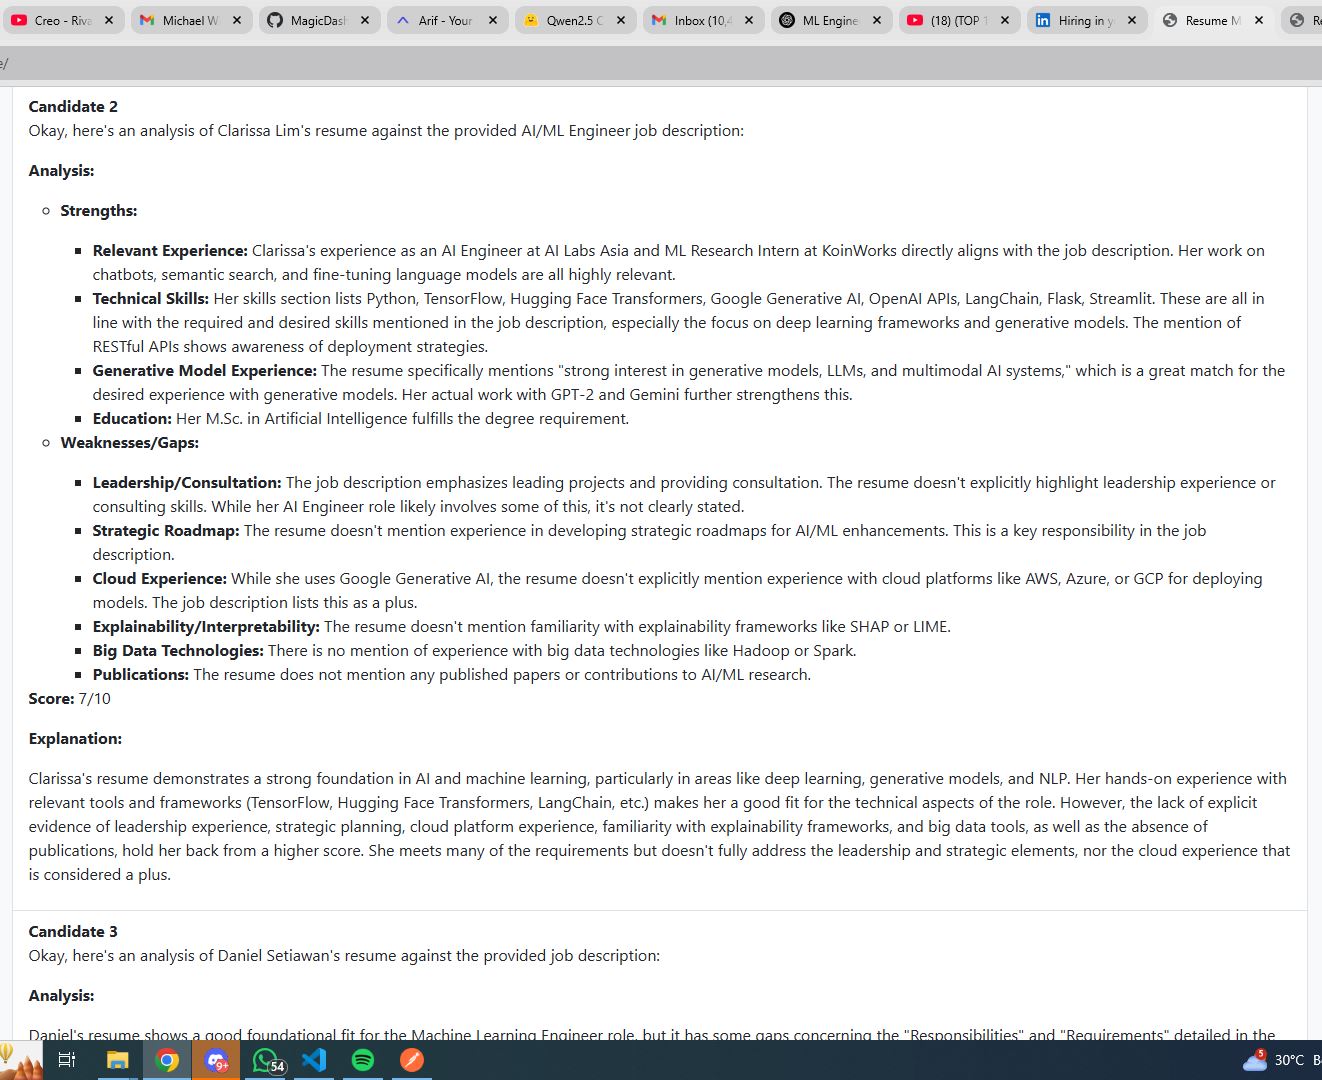 Creo - Riva
Michael W
MagicDash
Arif - Your
Qwen2.5 C
Inbox (10,4
ML Engine
(18) (TOP 1
Hiring in y
Resume M
Re
e/
Candidate 2
Okay, here's an analysis of Clarissa Lim's resume against the provided AI/ML Engineer job description:
Analysis:
Strengths:
Relevant Experience: Clarissa's experience as an AI Engineer at AI Labs Asia and ML Research Intern at KoinWorks directly aligns with the job description. Her work on
chatbots, semantic search, and fine-tuning language models are all highly relevant.
Technical Skills: Her skills section lists Python, TensorFlow, Hugging Face Transformers, Google Generative AI, OpenAI APIs, LangChain, Flask, Streamlit. These are all in
line with the required and desired skills mentioned in the job description, especially the focus on deep learning frameworks and generative models. The mention of
RESTful APIs shows awareness of deployment strategies.
Generative Model Experience: The resume specifically mentions "strong interest in generative models, LLMs, and multimodal AI systems," which is a great match for the
desired experience with generative models. Her actual work with GPT-2 and Gemini further strengthens this.
Education: Her M.Sc. in Artificial Intelligence fulfills the degree requirement.
Weaknesses/Gaps:
Leadership/Consultation: The job description emphasizes leading projects and providing consultation. The resume doesn't explicitly highlight leadership experience or
consulting skills. While her AI Engineer role likely involves some of this, it's not clearly stated.
Strategic Roadmap: The resume doesn't mention experience in developing strategic roadmaps for AI/ML enhancements. This is a key responsibility in the job
description.
Cloud Experience: While she uses Google Generative AI, the resume doesn't explicitly mention experience with cloud platforms like AWS, Azure, or GCP for deploying
models. The job description lists this as a plus.
Explainability/Interpretability: The resume doesn't mention familiarity with explainability frameworks like SHAP or LIME.
Big Data Technologies: There is no mention of experience with big data technologies like Hadoop or Spark.
Publications: The resume does not mention any published papers or contributions to AI/ML research.
Score: 7/10
Explanation:
Clarissa's resume demonstrates a strong foundation in AI and machine learning, particularly in areas like deep learning, generative models, and NLP. Her hands-on experience with
relevant tools and frameworks (TensorFlow, Hugging Face Transformers, LangChain, etc.) makes her a good fit for the technical aspects of the role. However, the lack of explicit
evidence of leadership experience, strategic planning, cloud platform experience, familiarity with explainability frameworks, and big data tools, as well as the absence of
publications, hold her back from a higher score. She meets many of the requirements but doesn't fully address the leadership and strategic elements, nor the cloud experience that
is considered a plus.
Candidate 3
Okay, here's an analysis of Daniel Setiawan's resume against the provided job description:
Analysis:
Daniel's resume shows a good foundational fit for the Machine Learning Engineer role, but it has some gaps concerning the "Responsibilities" and "Requirements" detailed in the
9+
54
5
30°C